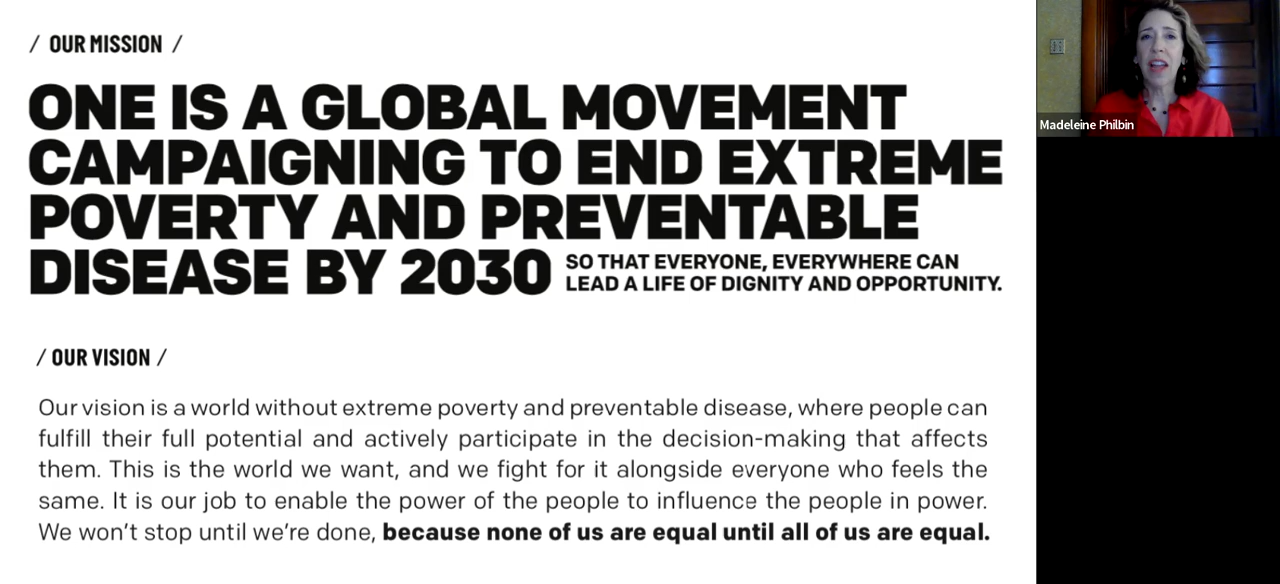 / OUR MISSION /
ONE IS A GLOBAL MOVEMENT
CAMPAIGNING TO END EXTREME
POVERTY AND PREVENTABLE
DISEASE BY 2030
SO THAT EVERYONE, EVERYWHERE CAN
LEAD A LIFE OF DIGNITY AND OPPORTUNITY.
/ OUR VISION /
Our vision is a world without extreme poverty and preventable disease, where people can
fulfill their full potential and actively participate in the decision-making that affects
them. This is the world we want, and we fight for it alongside everyone who feels the
same. It is our job to enable the power of the people to influence the people in power.
We won't stop until we're done, because none of us are equal until all of us are equal.
Madeleine Philbin